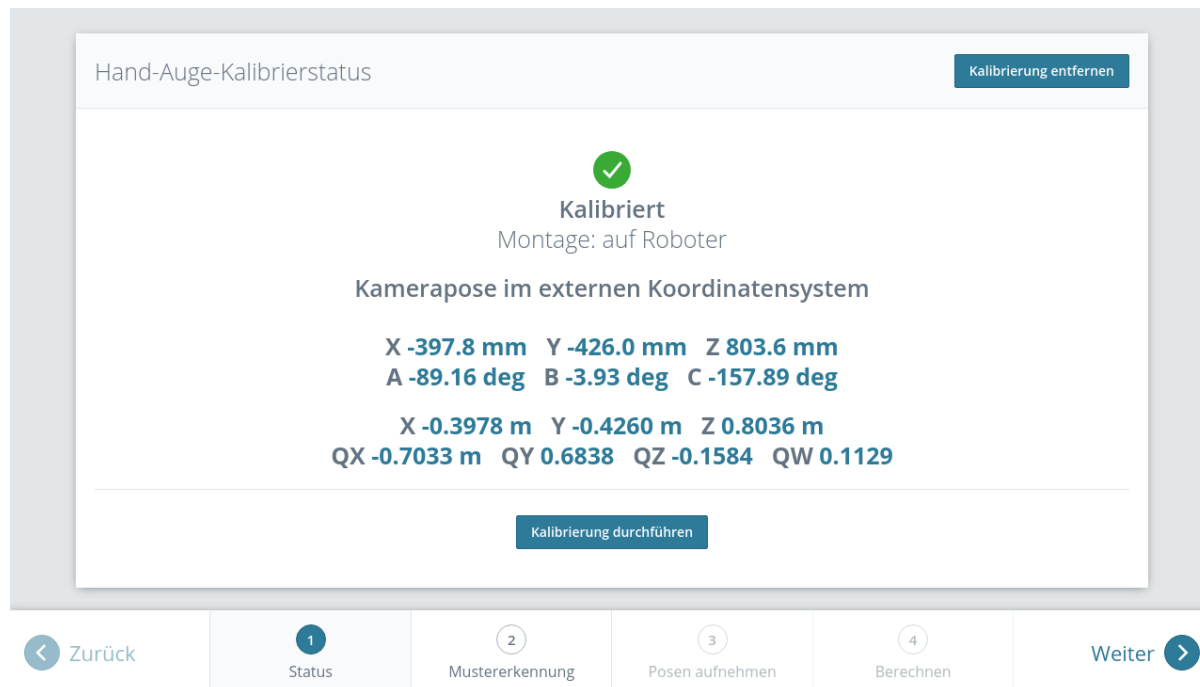 Hand-Auge-Kalibrierstatus
Kalibrierung entfernen
Kalibriert
Montage: auf Roboter
Kamerapose im externen Koordinatensystem
X -397.8 mm Y -426.0 mm Z 803.6 mm
A -89.16 deg B -3.93 deg C -157.89 deg
X -0.3978 m Y -0.4260 m Z 0.8036 m
QX -0.7033 m QY 0.6838 QZ -0.1584 QW 0.1129
Kalibrierung durchführen
Zurück
1
Status
2
Mustererkennung
3
Posen aufnehmen
4
Berechnen
Weiter